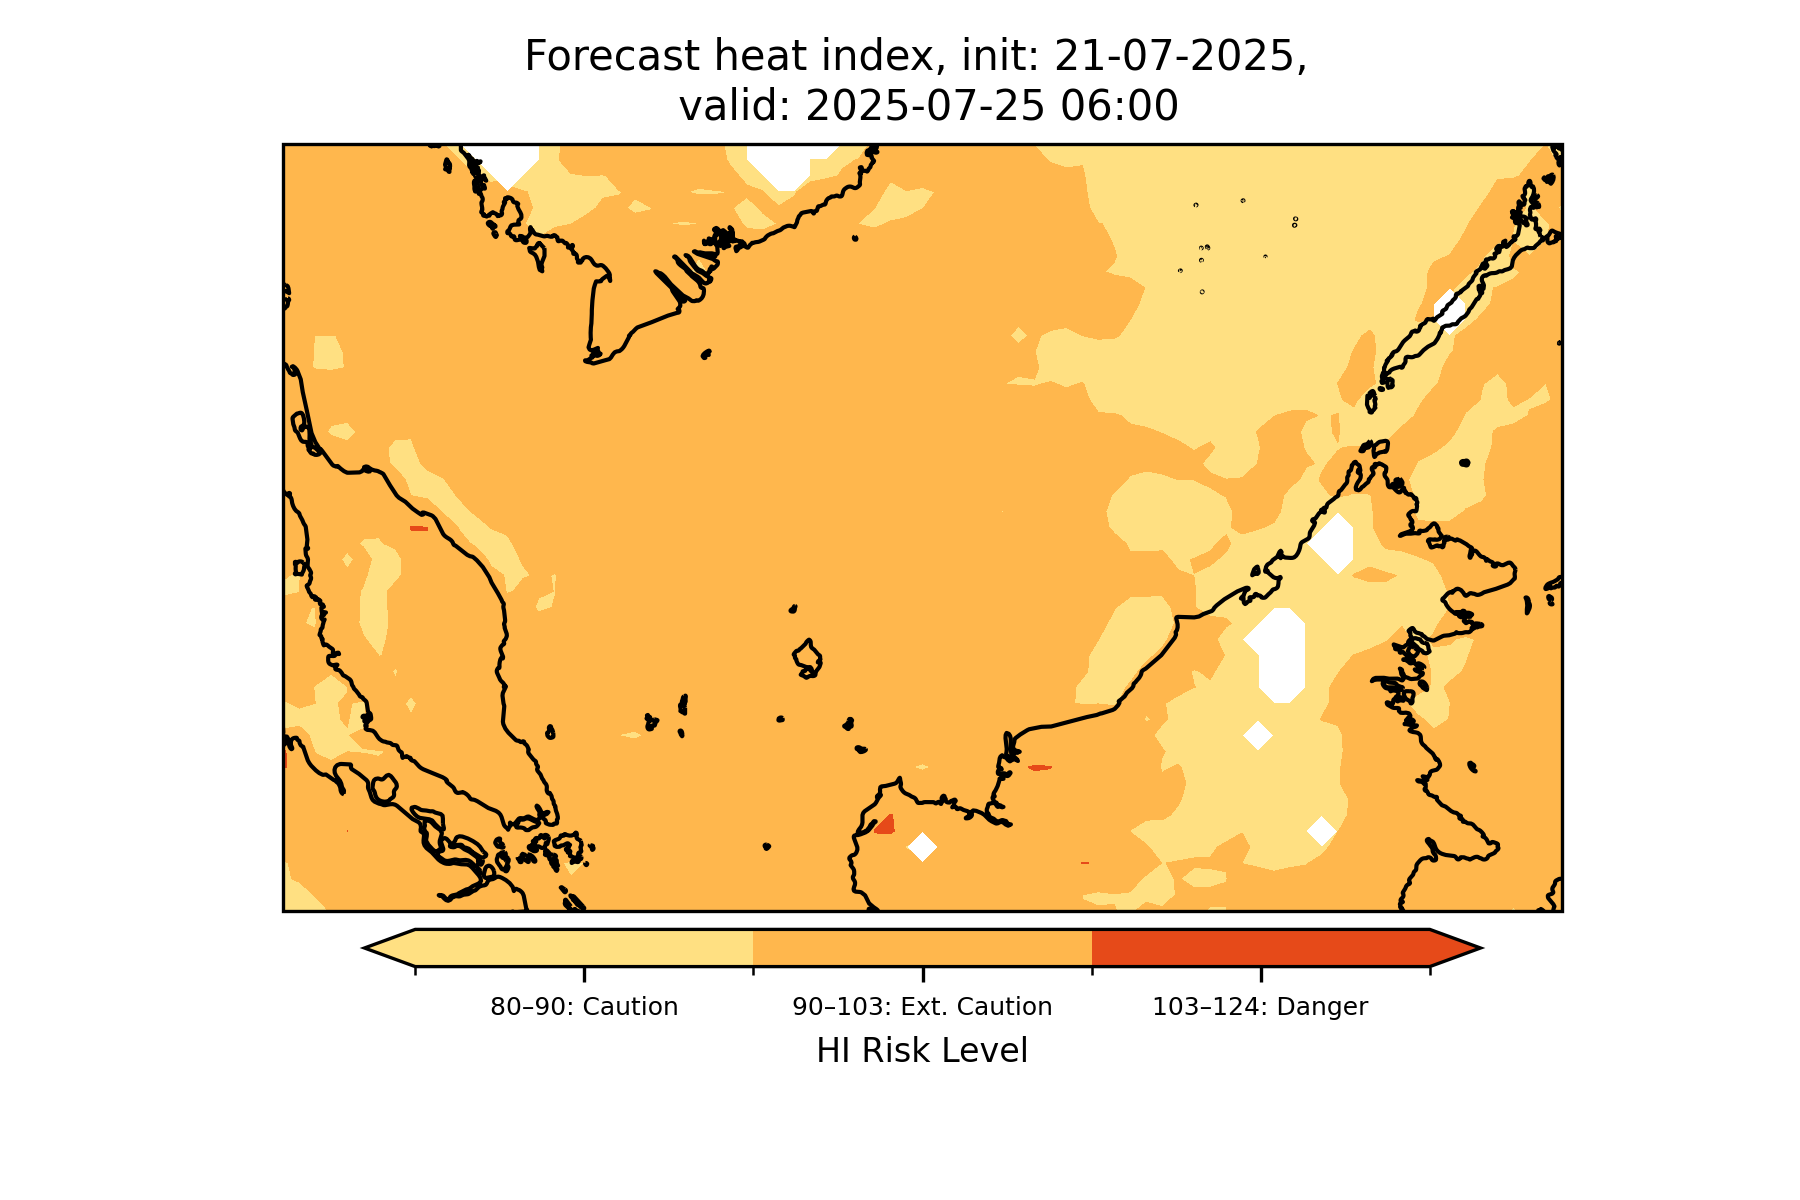 Forecast heat index, init: 21-07-2025,
valid: 2025-07-25 06:00
80–90: Caution
90–103: Ext. Caution
103–124: Danger
HI Risk Level